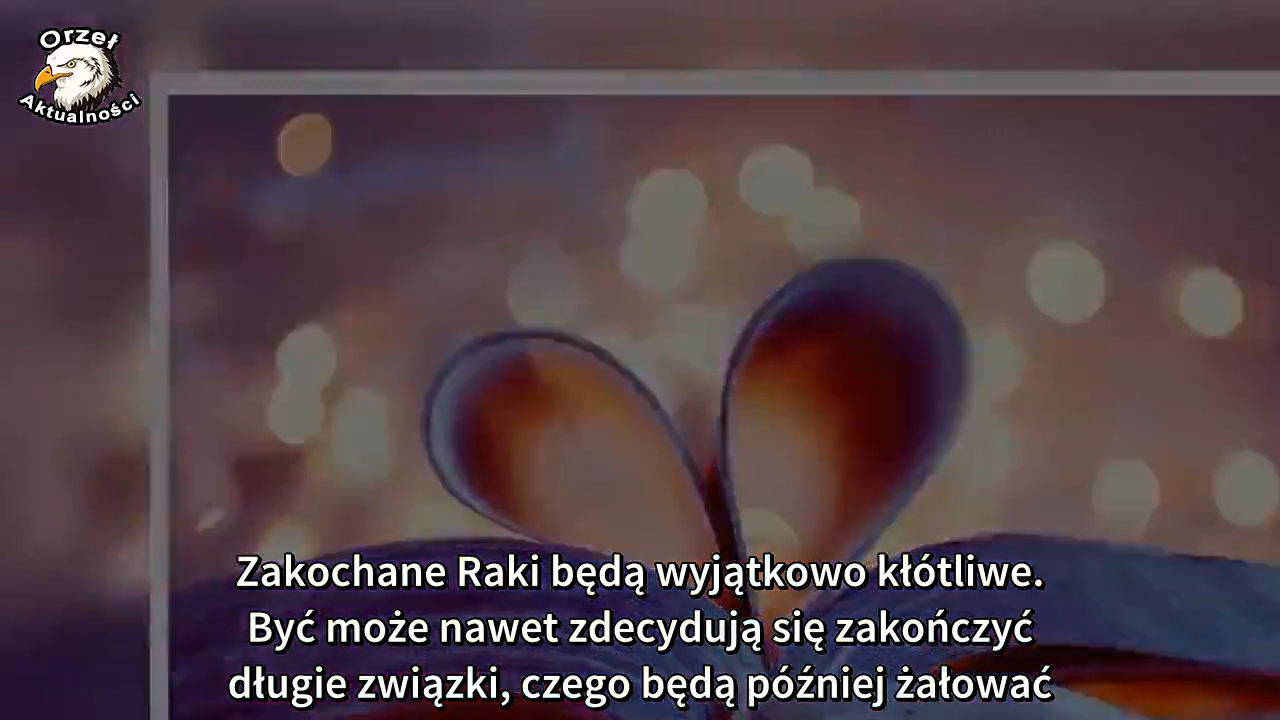 Orzeł
Aktualności
Zakochane Raki będą wyjątkowo kłótliwe.
Być może nawet zdecydują się zakończyć
długie związki, czego będą później żałować